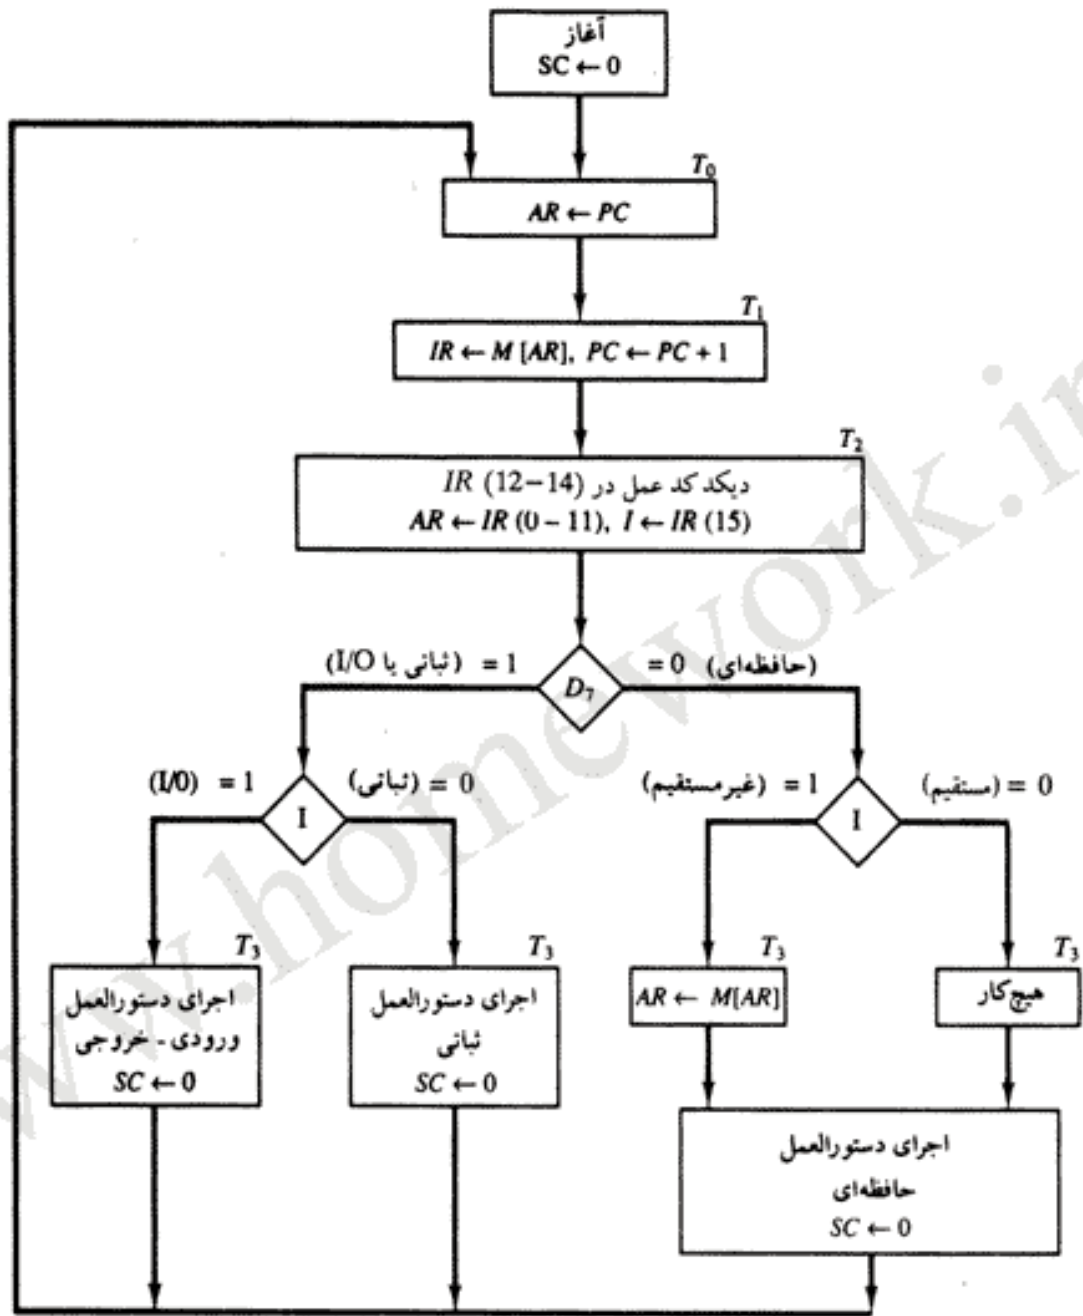 آغاز
SC ← 0
T₀
AR ← PC
T₁
IR ← M [AR], PC ← PC + 1
T₂
دیکد کد عمل در IR (12–14)
AR ← IR (0 – 11), I ← IR (15)
(ثباتی یا I/O) = 1
D₇
= 0 (حافظه‌ای)
(I/0) = 1
I
(ثباتی) = 0
(غیرمستقیم) = 1
I
(مستقیم) = 0
T₃
اجرای دستورالعمل
ورودی - خروجی
SC ← 0
T₃
اجرای دستورالعمل
ثباتی
SC ← 0
T₃
AR ← M[AR]
T₃
هیچ‌کار
اجرای دستورالعمل
حافظه‌ای
SC ← 0
www.homework.ir